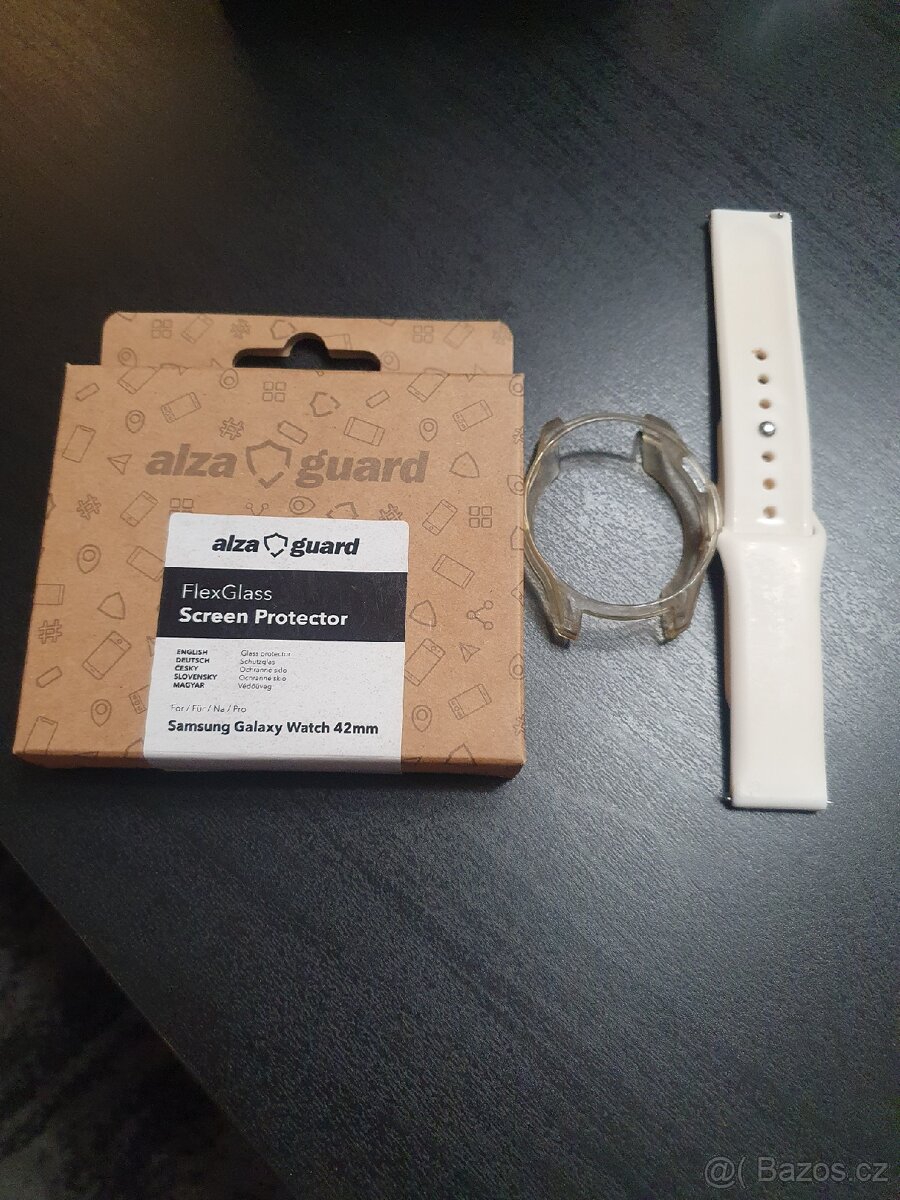 alza guard
alza guard
FlexGlass
Screen Protector
ENGLISH Glass protector
DEUTSCH Schutzglas
ČESKY Ochranné sklo
SLOVENSKY Ochranné sklo
MAGYAR Védőüveg
For / Für / Na / Pro
Samsung Galaxy Watch 42mm
@( Bazos.cz